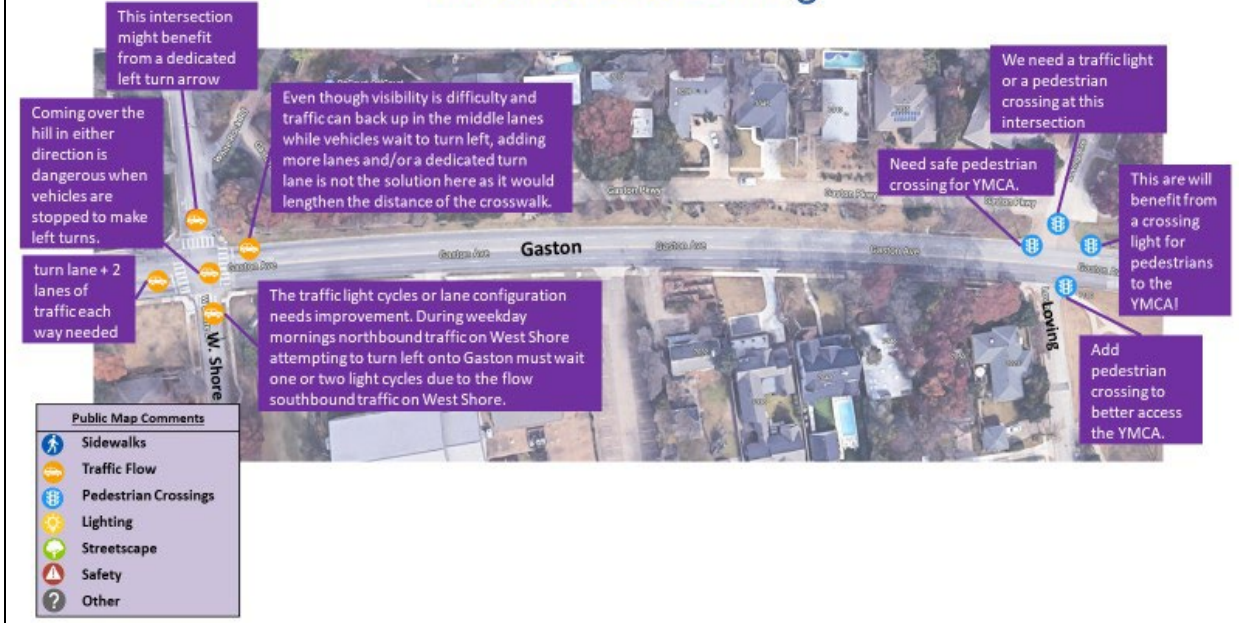 This intersection
might benefit
from a dedicated
left turn arrow
Coming over the
hill in either
direction is
dangerous when
vehicles are
stopped to make
left turns.
turn lane + 2
lanes of
traffic each
way needed
Even though visibility is difficulty and
traffic can back up in the middle lanes
while vehicles wait to turn left, adding
more lanes and/or a dedicated turn
lane is not the solution here as it would
lengthen the distance of the crosswalk.
The traffic light cycles or lane configuration
needs improvement. During weekday
mornings northbound traffic on West Shore
attempting to turn left onto Gaston must wait
one or two light cycles due to the flow
southbound traffic on West Shore.
We need a traffic light
or a pedestrian
crossing at this
intersection
Need safe pedestrian
crossing for YMCA.
This are will
benefit from
a crossing
light for
pedestrians
to the
YMCA!
Add
pedestrian
crossing to
better access
the YMCA.
Gaston Pkwy
Gaston Pkwy
Gaston Pkwy
Gaston Ave
Gaston Ave
Gaston
Gaston Ave
Gaston Ave
Gaston Ave
W. Shore
Loving
Public Map Comments
Sidewalks
Traffic Flow
Pedestrian Crossings
Lighting
Streetscape
Safety
? Other